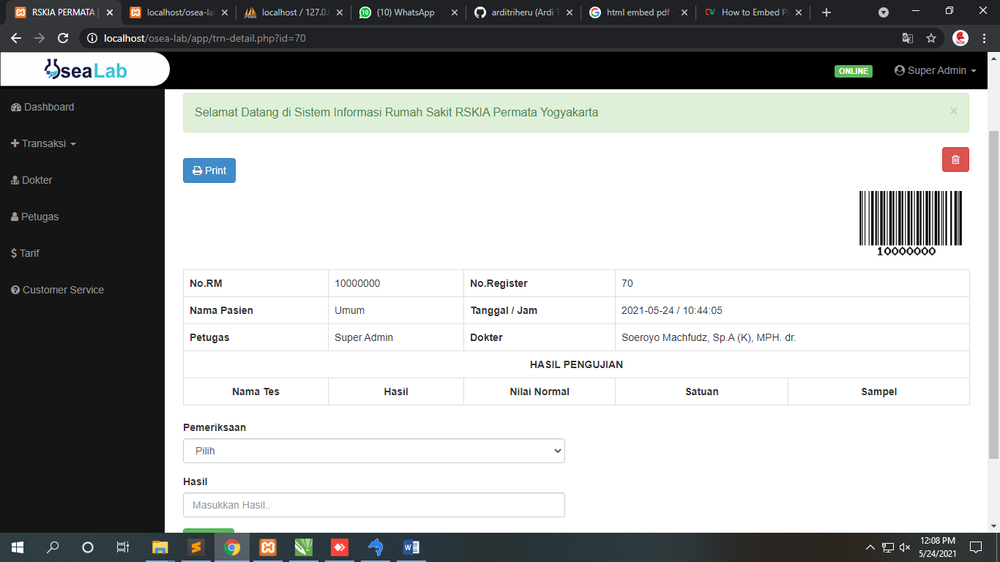 RSKIA PERMATA |
localhost/osea-la
localhost / 127.0.
(10) WhatsApp
arditriheru (Ardi T
html embed pdf -
CW How to Embed P
localhost/osea-lab/app/trn-detail.php?id=70
OseaLab
ONLINE
Super Admin
Dashboard
Transaksi
Dokter
Petugas
$ Tarif
Customer Service
Selamat Datang di Sistem Informasi Rumah Sakit RSKIA Permata Yogyakarta
×
Print
10000000
No.RM 10000000 No.Register 70
Nama Pasien Umum Tanggal / Jam 2021-05-24 / 10:44:05
Petugas Super Admin Dokter Soeroyo Machfudz, Sp.A (K), MPH. dr.
HASIL PENGUJIAN
Nama Tes Hasil Nilai Normal Satuan Sampel
Pemeriksaan
Pilih
Hasil
Masukkan Hasil..
12:08 PM
5/24/2021